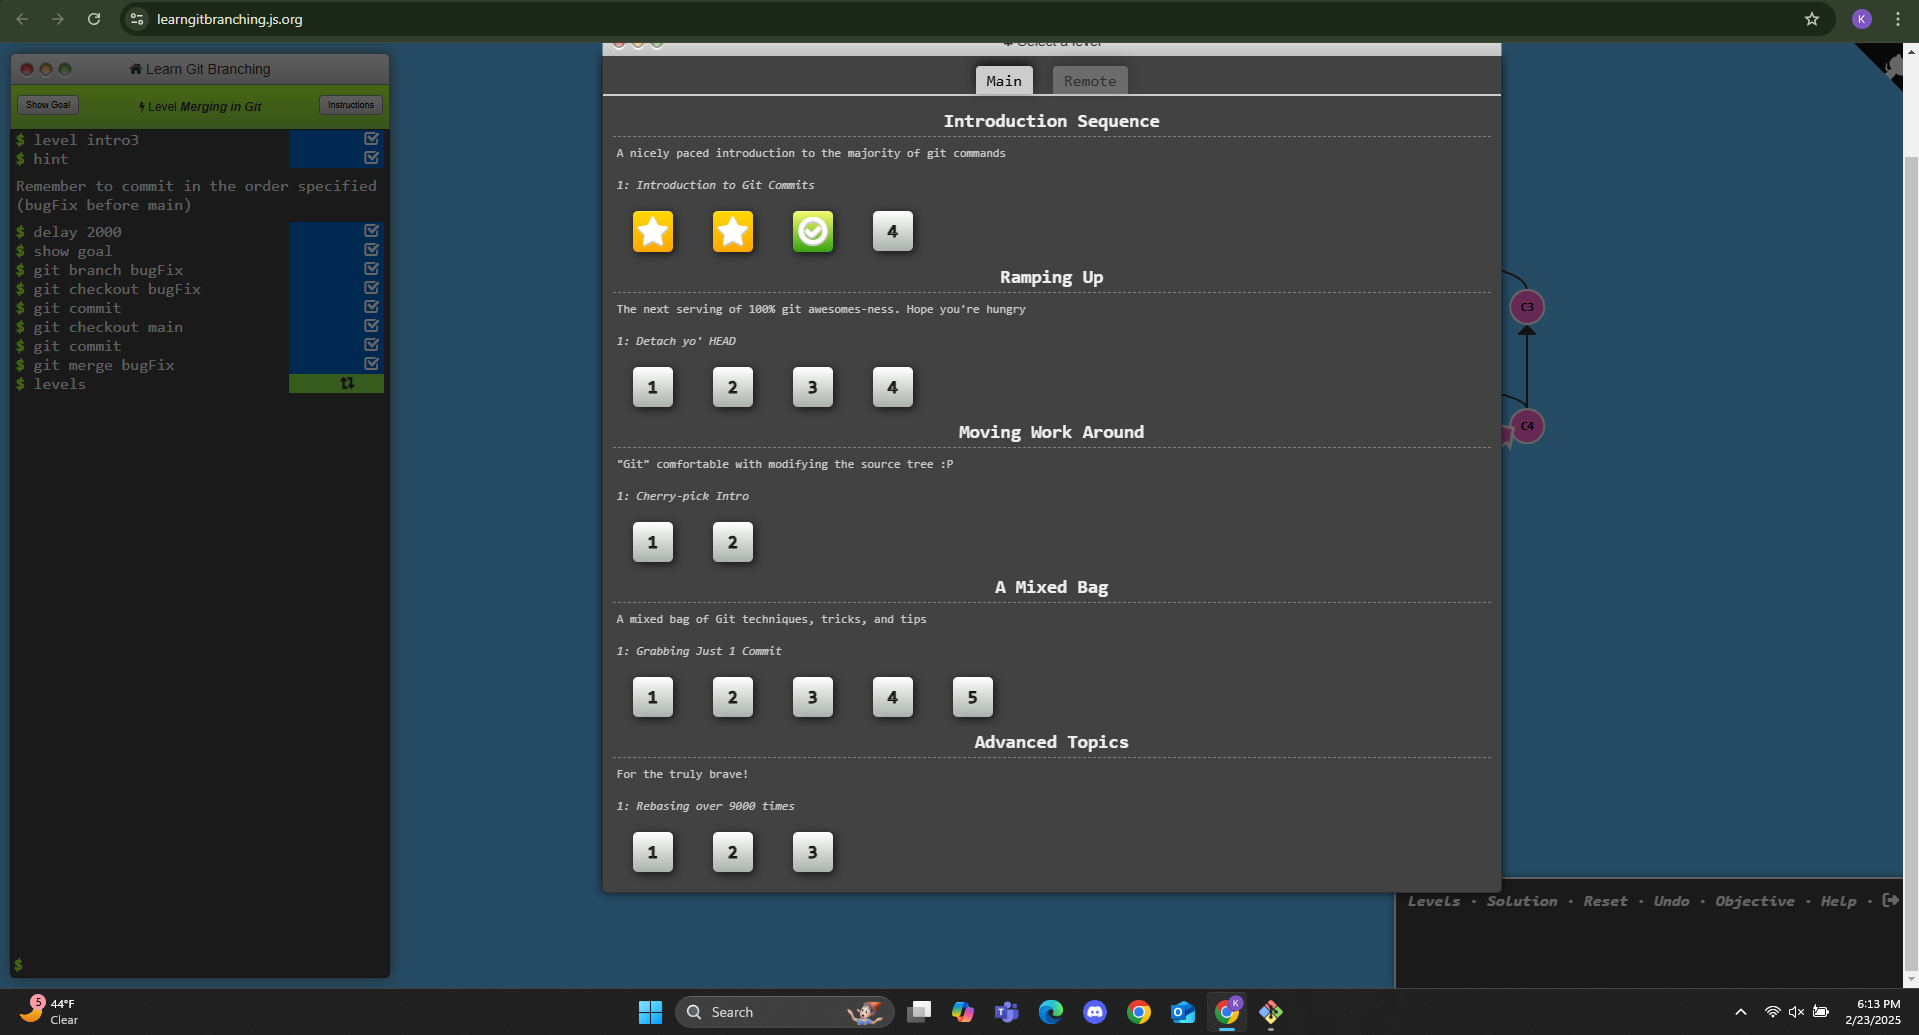 learngitbranching.js.org
K
Learn Git Branching
Show Goal
Level Merging in Git
Instructions
$ level intro3
$ hint
Remember to commit in the order specified
(bugFix before main)
$ delay 2000
$ show goal
$ git branch bugFix
$ git checkout bugFix
$ git commit
$ git checkout main
$ git commit
$ git merge bugFix
$ levels
$
Select a level
Main
Remote
Introduction Sequence
A nicely paced introduction to the majority of git commands
1: Introduction to Git Commits
4
Ramping Up
The next serving of 100% git awesomes-ness. Hope you're hungry
1: Detach yo' HEAD
1 2 3 4
Moving Work Around
"Git" comfortable with modifying the source tree :P
1: Cherry-pick Intro
1 2
A Mixed Bag
A mixed bag of Git techniques, tricks, and tips
1: Grabbing Just 1 Commit
1 2 3 4 5
Advanced Topics
For the truly brave!
1: Rebasing over 9000 times
1 2 3
C3
C4
Levels · Solution · Reset · Undo · Objective · Help ·
5
44°F
Clear
Search
K
6:13 PM
2/23/2025